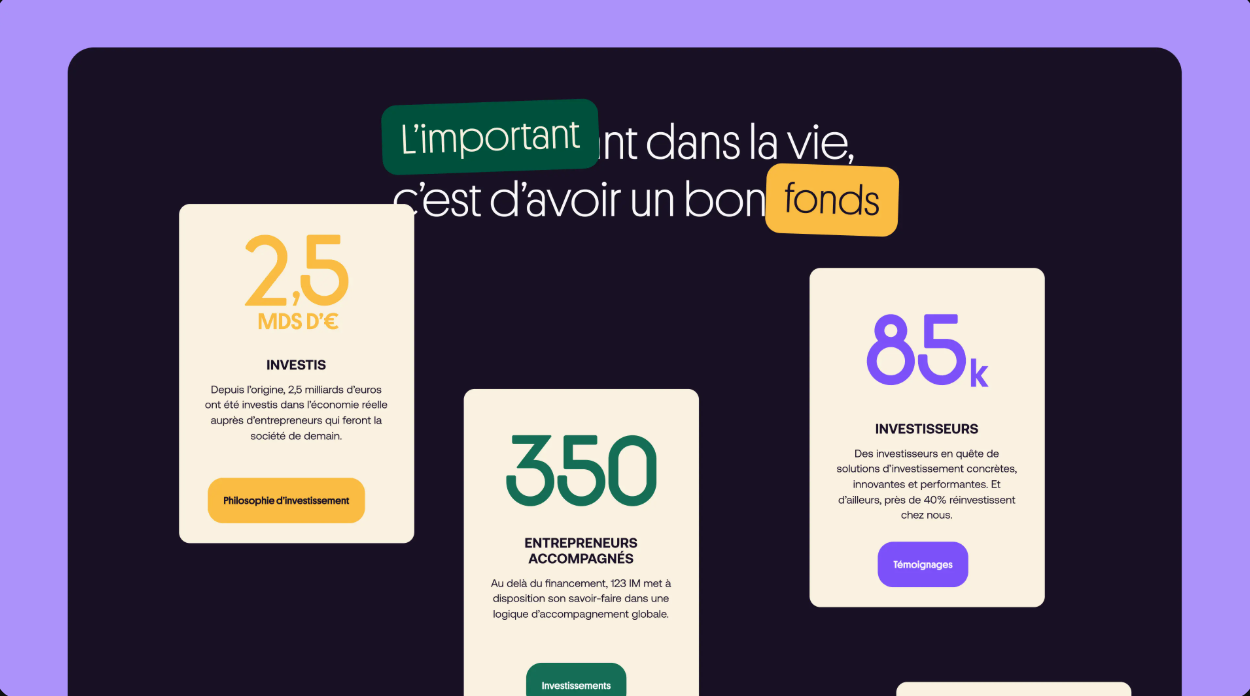 L'important nt dans la vie,
c'est d'avoir un bon fonds
2,5
MDS D'€
INVESTIS
Depuis l'origine, 2,5 milliards d'euros
ont été investis dans l'économie réelle
auprès d'entrepreneurs qui feront la
société de demain.
Philosophie d'investissement
350
ENTREPRENEURS
ACCOMPAGNÉS
Au delà du financement, 123 IM met à
disposition son savoir-faire dans une
logique d'accompagnement globale.
Investissements
85k
INVESTISSEURS
Des investisseurs en quête de
solutions d'investissement concrètes,
innovantes et performantes. Et
d'ailleurs, près de 40% réinvestissent
chez nous.
Témoignages